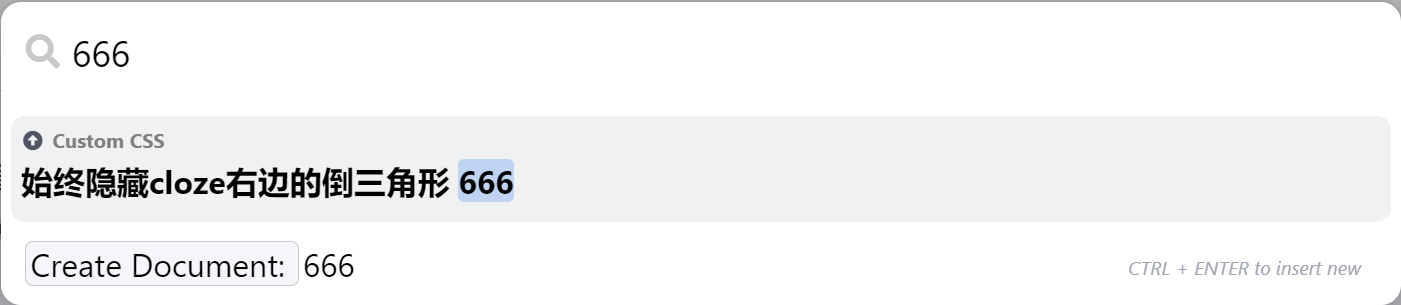 666
Custom CSS
始终隐藏cloze右边的倒三角形 666
Create Document: 666
CTRL + ENTER to insert new